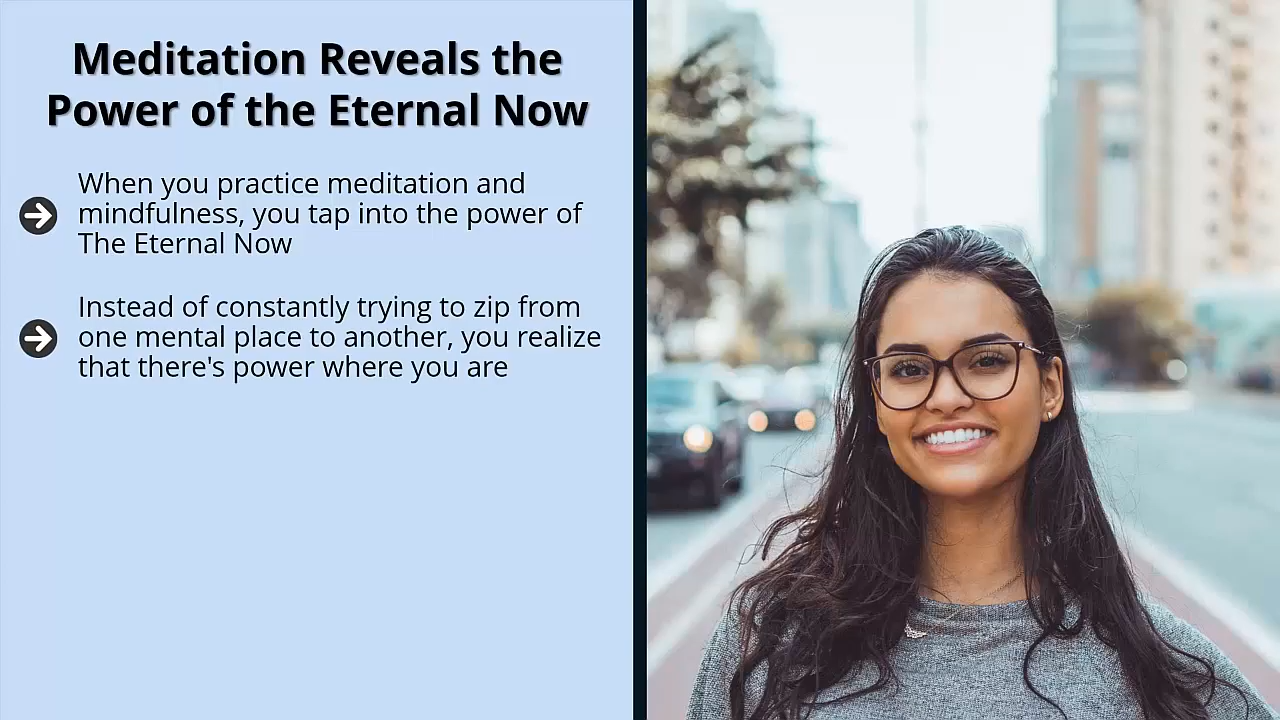 Meditation Reveals the
Power of the Eternal Now
When you practice meditation and
mindfulness, you tap into the power of
The Eternal Now
Instead of constantly trying to zip from
one mental place to another, you realize
that there's power where you are